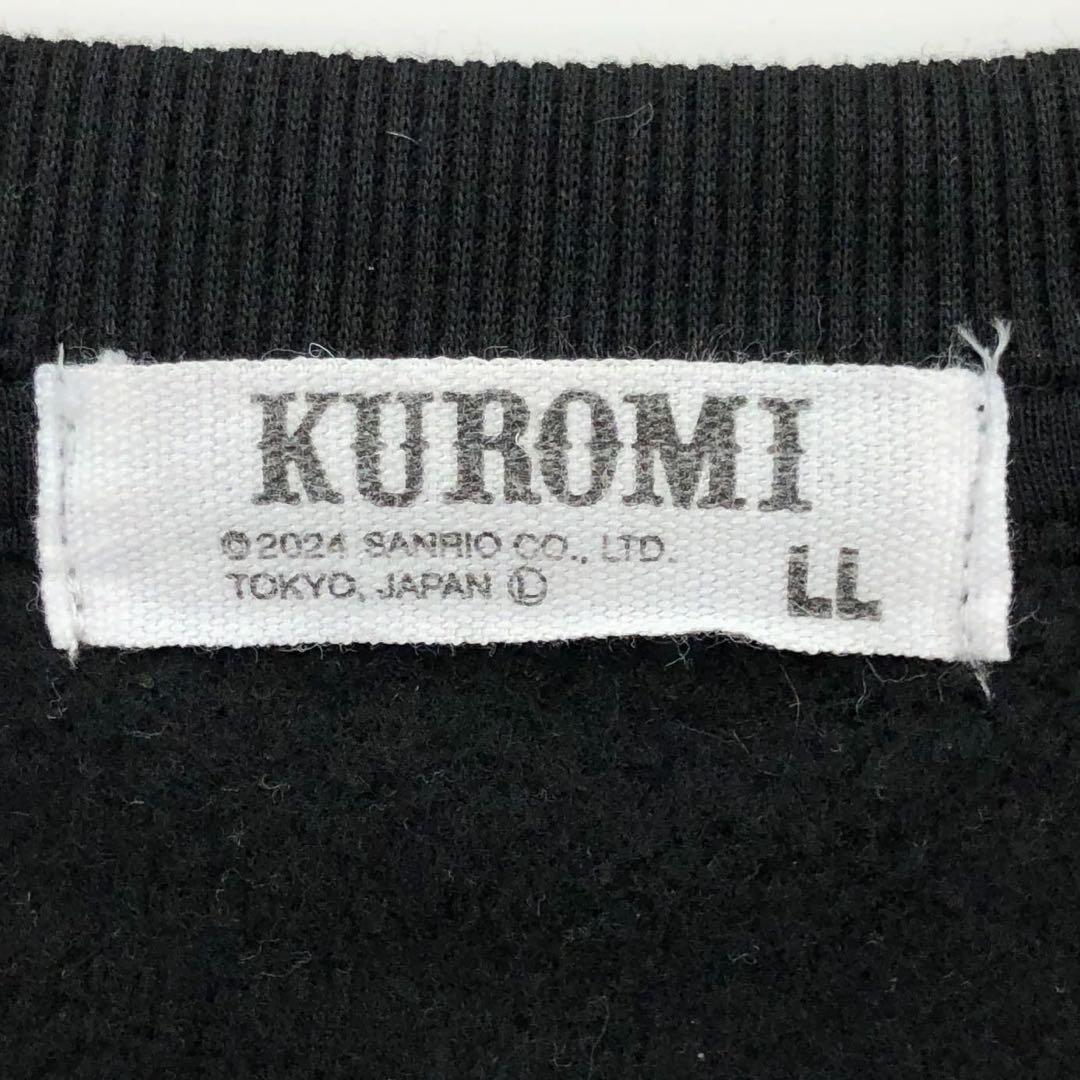 KUROMI
©2024 SANRIO CO., LTD.
TOKYO, JAPAN Ⓛ
LL